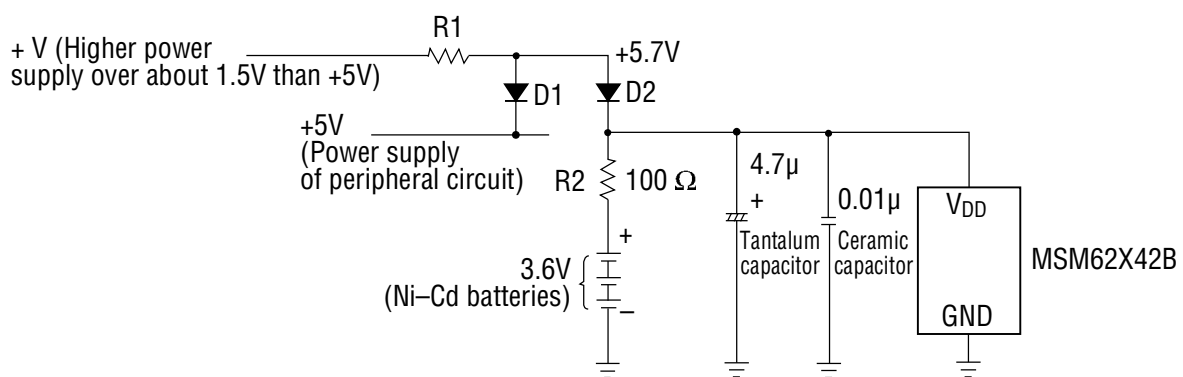 R1
+ V (Higher power
supply over about 1.5V than +5V)
+5.7V
D1
D2
+5V
(Power supply
of peripheral circuit)
R2
100 Ω
4.7μ
+
Tantalum
capacitor
0.01μ
Ceramic
capacitor
VDD
GND
MSM62X42B
+
3.6V
(Ni–Cd batteries)
–